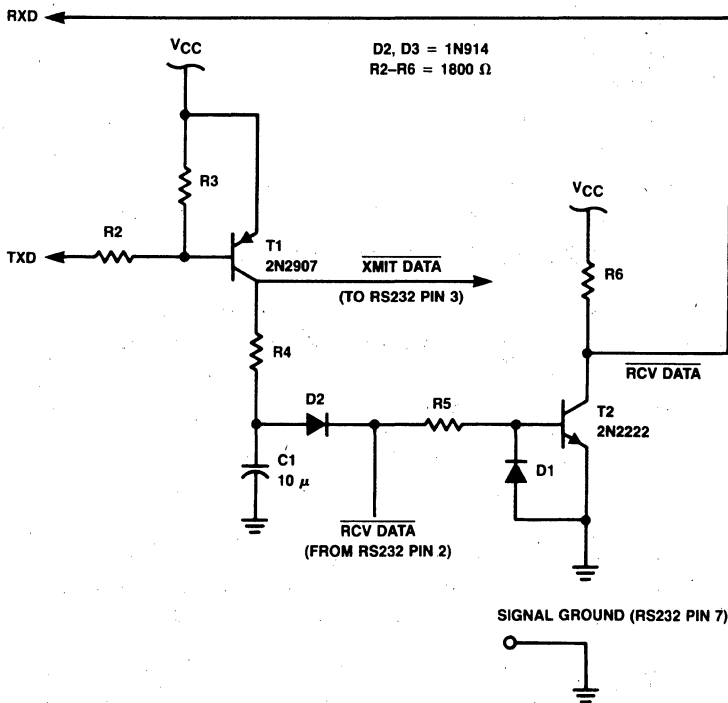 RXD
VCC
D2, D3 = 1N914
R2–R6 = 1800 Ω
R3
R2
VCC
TXD
T1
2N2907
XMIT DATA
(TO RS232 PIN 3)
R6
R4
RCV DATA
D2
R5
T2
2N2222
C1
10 μ
D1
RCV DATA
(FROM RS232 PIN 2)
SIGNAL GROUND (RS232 PIN 7)